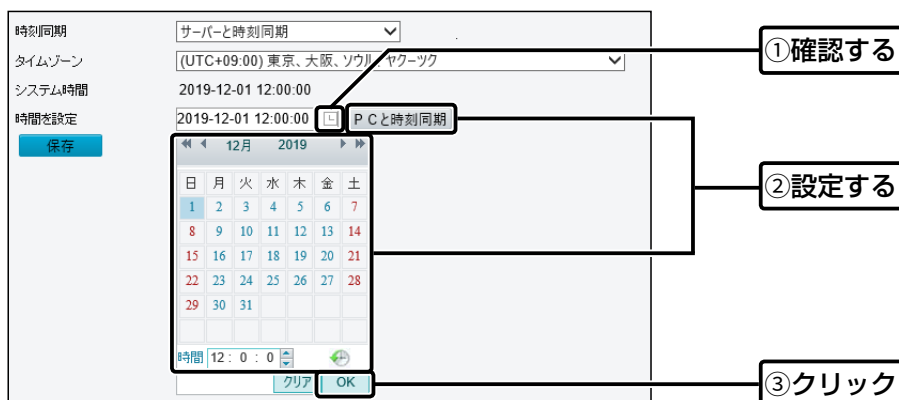 時刻同期 サーバーと時刻同期
①確認する
タイムゾーン (UTC+09:00) 東京、大阪、ソウル、ヤクーツク
システム時間 2019-12-01 12:00:00
時間を設定 2019-12-01 12:00:00 ＰＣと時刻同期
保存
12月 2019
日 月 火 水 木 金 土
②設定する
1 2 3 4 5 6 7
8 9 10 11 12 13 14
15 16 17 18 19 20 21
22 23 24 25 26 27 28
29 30 31
時間 12 : 0 : 0
クリア OK
③クリック